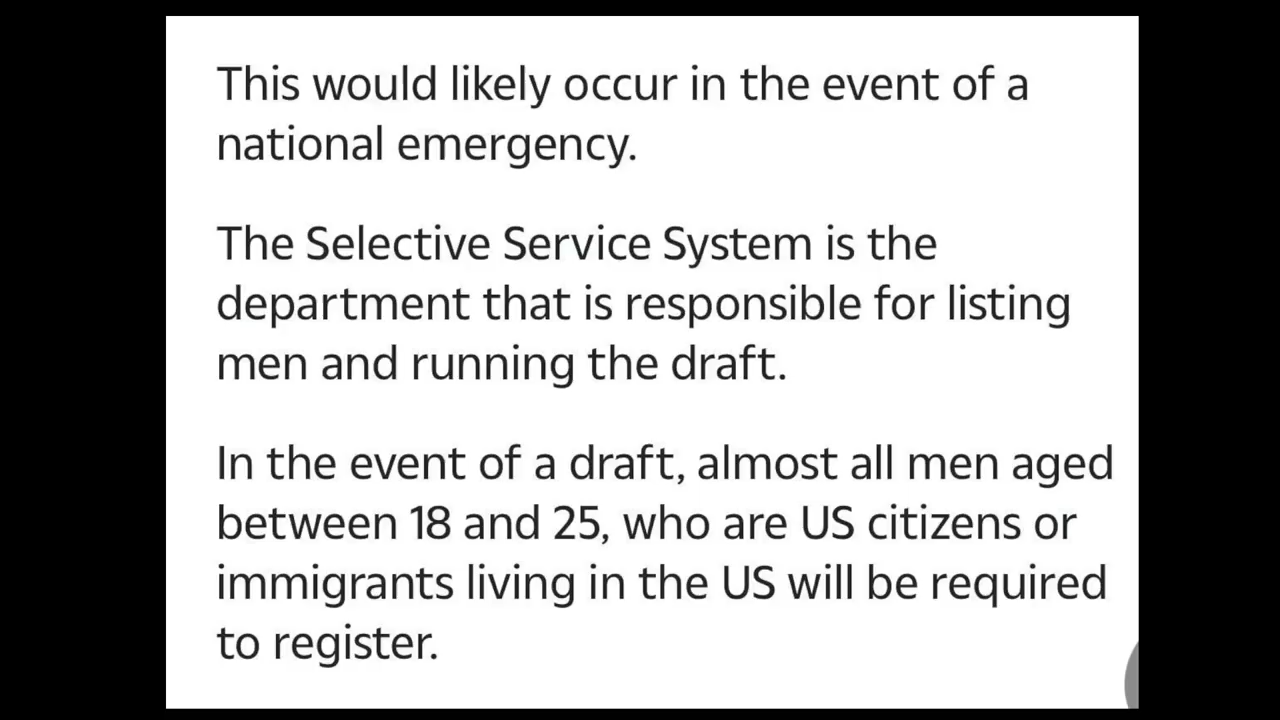 This would likely occur in the event of a
national emergency.
The Selective Service System is the
department that is responsible for listing
men and running the draft.
In the event of a draft, almost all men aged
between 18 and 25, who are US citizens or
immigrants living in the US will be required
to register.